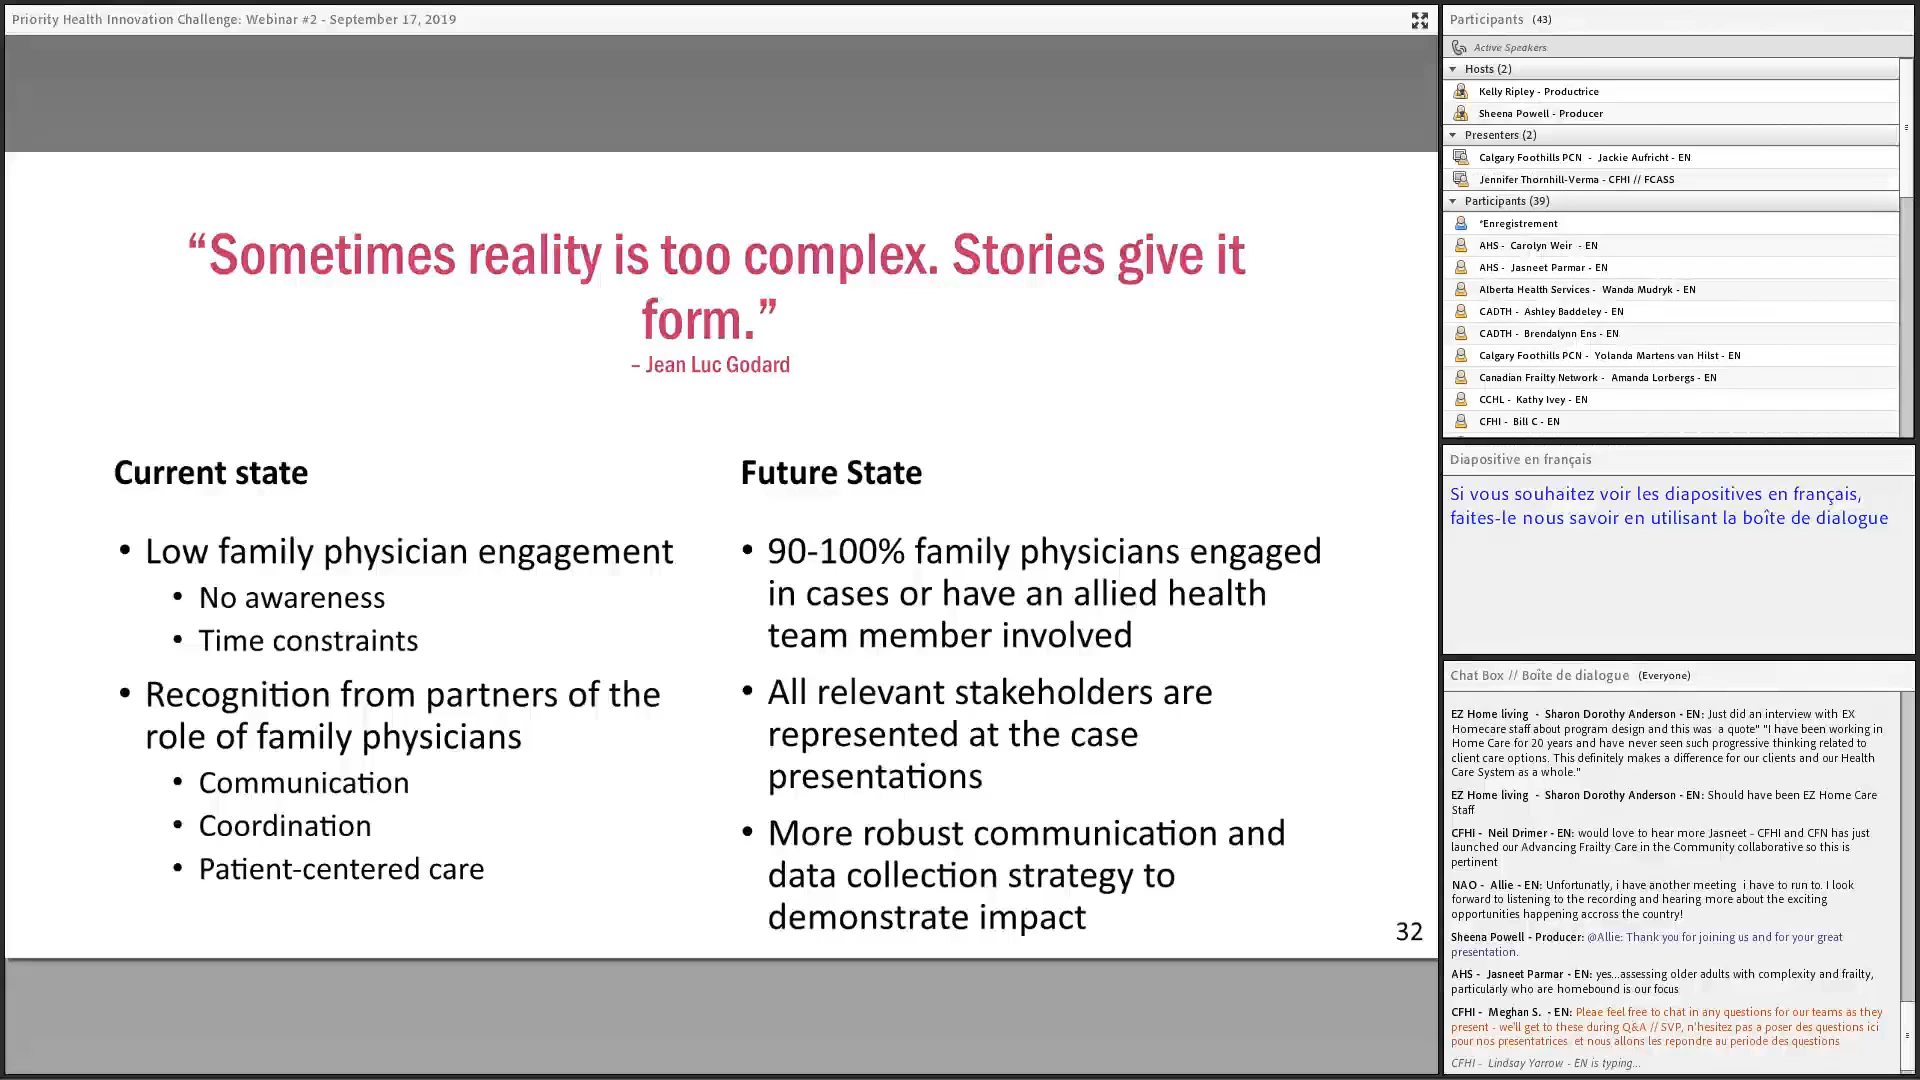 Priority Health Innovation Challenge: Webinar #2 - September 17, 2019
“Sometimes reality is too complex. Stories give it
form.”
– Jean Luc Godard
Current state
• Low family physician engagement
• No awareness
• Time constraints
• Recognition from partners of the
role of family physicians
• Communication
• Coordination
• Patient-centered care
Future State
• 90-100% family physicians engaged
in cases or have an allied health
team member involved
• All relevant stakeholders are
represented at the case
presentations
• More robust communication and
data collection strategy to
demonstrate impact
32
Participants (43)
Active Speakers
Hosts (2)
Kelly Ripley - Productrice
Sheena Powell - Producer
Presenters (2)
Calgary Foothills PCN - Jackie Aufricht - EN
Jennifer Thornhill-Verma - CFHI // FCASS
Participants (39)
*Enregistrement
AHS - Carolyn Weir - EN
AHS - Jasneet Parmar - EN
Alberta Health Services - Wanda Mudryk - EN
CADTH - Ashley Baddeley - EN
CADTH - Brendalynn Ens - EN
Calgary Foothills PCN - Yolanda Martens van Hilst - EN
Canadian Frailty Network - Amanda Lorbergs - EN
CCHL - Kathy Ivey - EN
CFHI - Bill C - EN
Diapositive en français
Si vous souhaitez voir les diapositives en français,
faites-le nous savoir en utilisant la boîte de dialogue
Chat Box // Boîte de dialogue (Everyone)
EZ Home living - Sharon Dorothy Anderson - EN: Just did an interview with EX
Homecare staff about program design and this was a quote" "I have been working in
Home Care for 20 years and have never seen such progressive thinking related to
client care options. This definitely makes a difference for our clients and our Health
Care System as a whole."
EZ Home living - Sharon Dorothy Anderson - EN: Should have been EZ Home Care
Staff
CFHI - Neil Drimer - EN: would love to hear more Jasneet - CFHI and CFN has just
launched our Advancing Frailty Care in the Community collaborative so this is
pertinent
NAO - Allie - EN: Unfortunatly, i have another meeting i have to run to. I look
forward to listening to the recording and hearing more about the exciting
opportunities happening accross the country!
Sheena Powell - Producer: @Allie: Thank you for joining us and for your great
presentation.
AHS - Jasneet Parmar - EN: yes...assessing older adults with complexity and frailty,
particularly who are homebound is our focus
CFHI - Meghan S. - EN: Pleae feel free to chat in any questions for our teams as they
present - we'll get to these during Q&A // SVP, n'hesitez pas a poser des questions ici
pour nos presentatrices et nous allons les repondre au periode des questions
CFHI - Lindsay Yarrow - EN is typing...